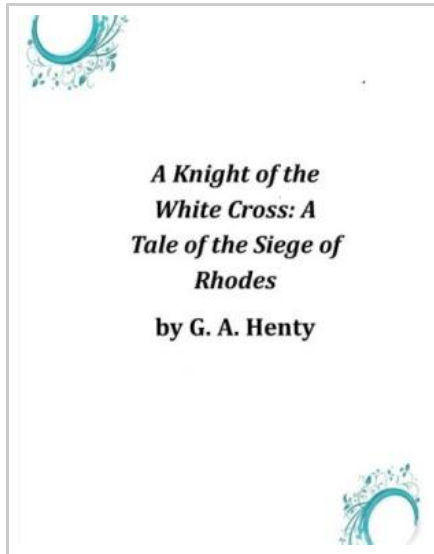 A Knight of the
White Cross: A
Tale of the Siege of
Rhodes
by G. A. Henty